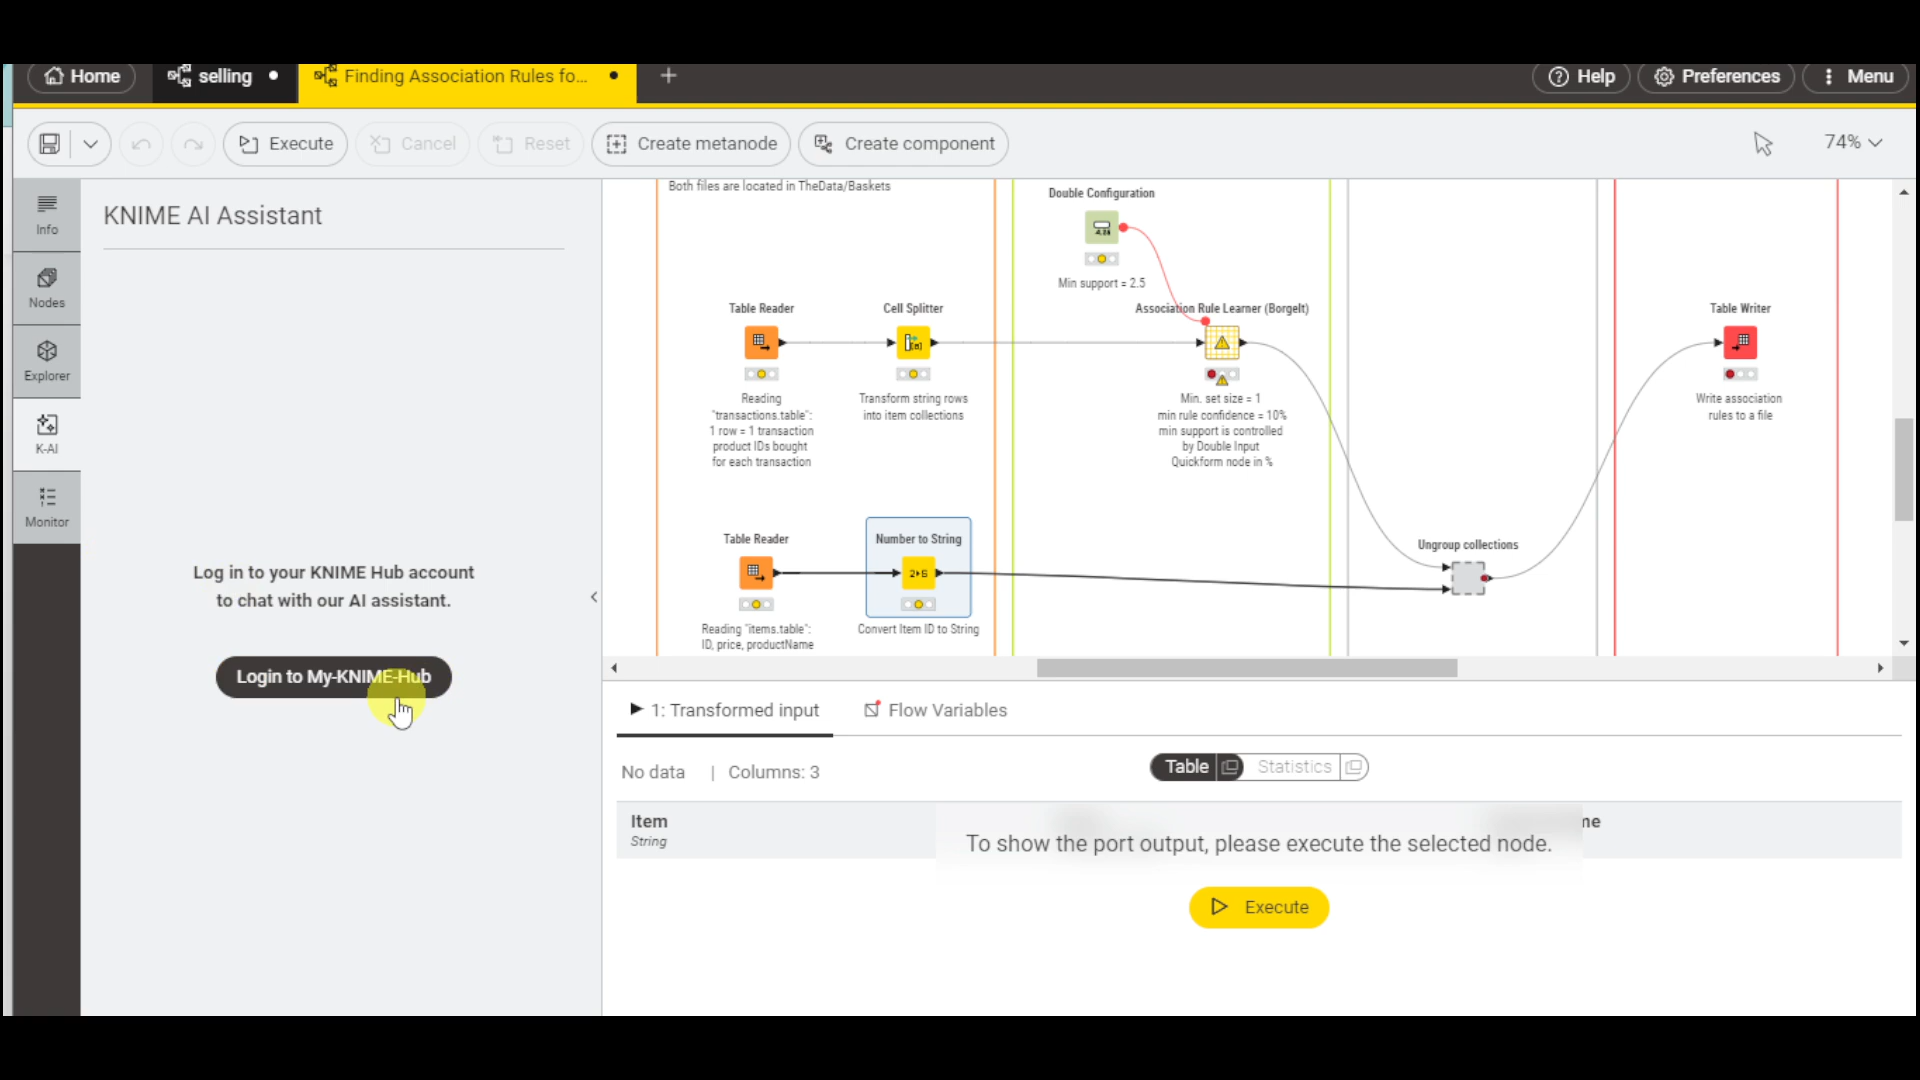 Home
selling
Finding Association Rules fo...
Help
Preferences
Menu
Execute
Cancel
Reset
Create metanode
Create component
74%
Info
Nodes
Explorer
K-AI
Monitor
KNIME AI Assistant
Log in to your KNIME Hub account
to chat with our AI assistant.
Login to My-KNIME-Hub
Both files are located in TheData/Baskets
Double Configuration
Min support = 2.5
Table Reader
Cell Splitter
Association Rule Learner (Borgelt)
Table Writer
Reading
"transactions.table":
1 row = 1 transaction
product IDs bought
for each transaction
Transform string rows
into item collections
Min. set size = 1
min rule confidence = 10%
min support is controlled
by Double Input
Quickform node in %
Write association
rules to a file
Table Reader
Number to String
Ungroup collections
Reading "items.table":
ID, price, productName
Convert Item ID to String
1: Transformed input
Flow Variables
No data | Columns: 3
Table
Statistics
Item
String
me
To show the port output, please execute the selected node.
Execute